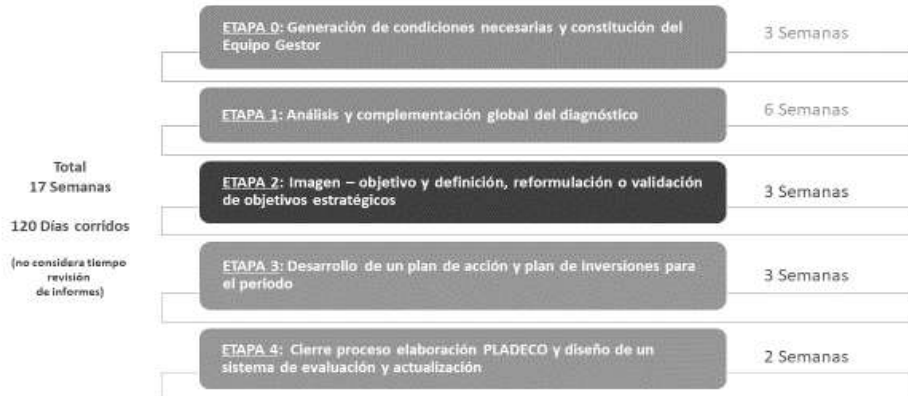 ETAPA 0: Generación de condiciones necesarias y constitución del
Equipo Gestor
3 Semanas
ETAPA 1: Análisis y complementación global del diagnóstico
6 Semanas
Total
17 Semanas
120 Días corridos
(no considera tiempo
revisión
de informes)
ETAPA 2: Imagen – objetivo y definición, reformulación o validación
de objetivos estratégicos
3 Semanas
ETAPA 3: Desarrollo de un plan de acción y plan de inversiones para
el periodo
3 Semanas
ETAPA 4: Cierre proceso elaboración PLADECO y diseño de un
sistema de evaluación y actualización
2 Semanas